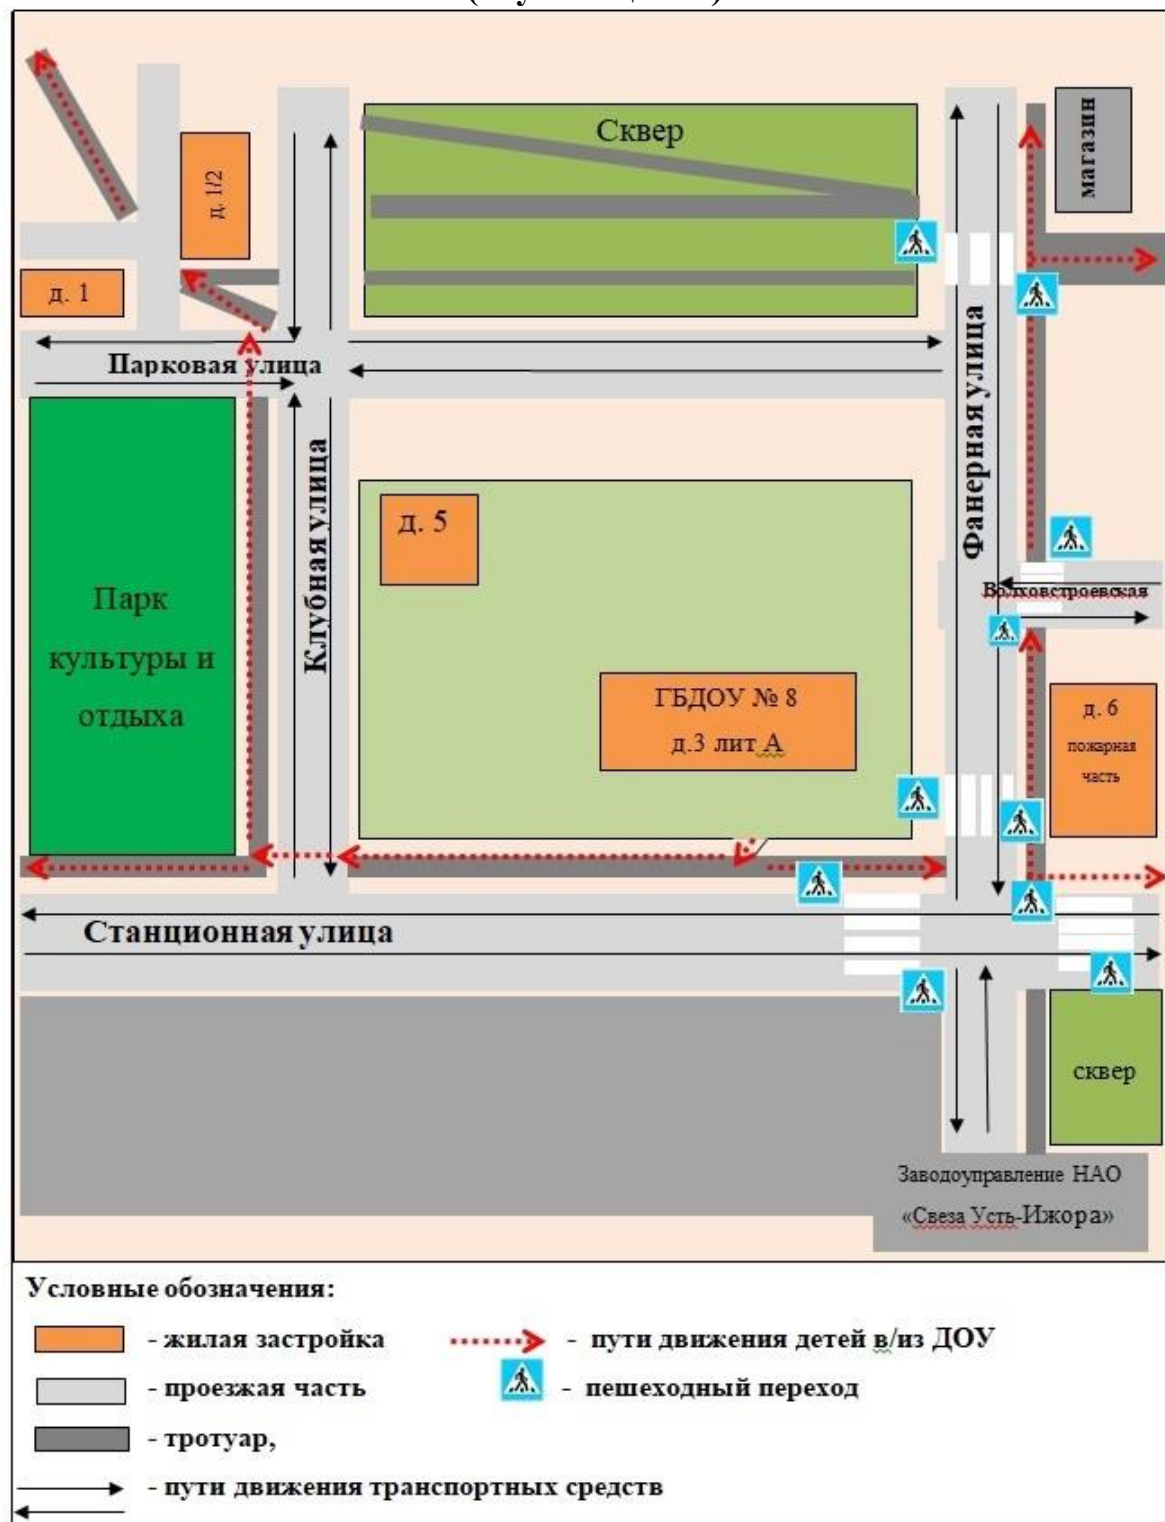 Сквер
магазин
д. 1/2
д. 1
Парковая улица
Фанерная улица
Клубная улица
д. 5
Волховстроевская
Парк
культуры и
отдыха
ГБДОУ № 8
д.3 лит А
д. 6
пожарная
часть
Станционная улица
сквер
Заводоуправление НАО
«Свеза Усть-Ижора»
Условные обозначения:
- жилая застройка
- пути движения детей в/из ДОУ
- проезжая часть
- пешеходный переход
- тротуар,
- пути движения транспортных средств